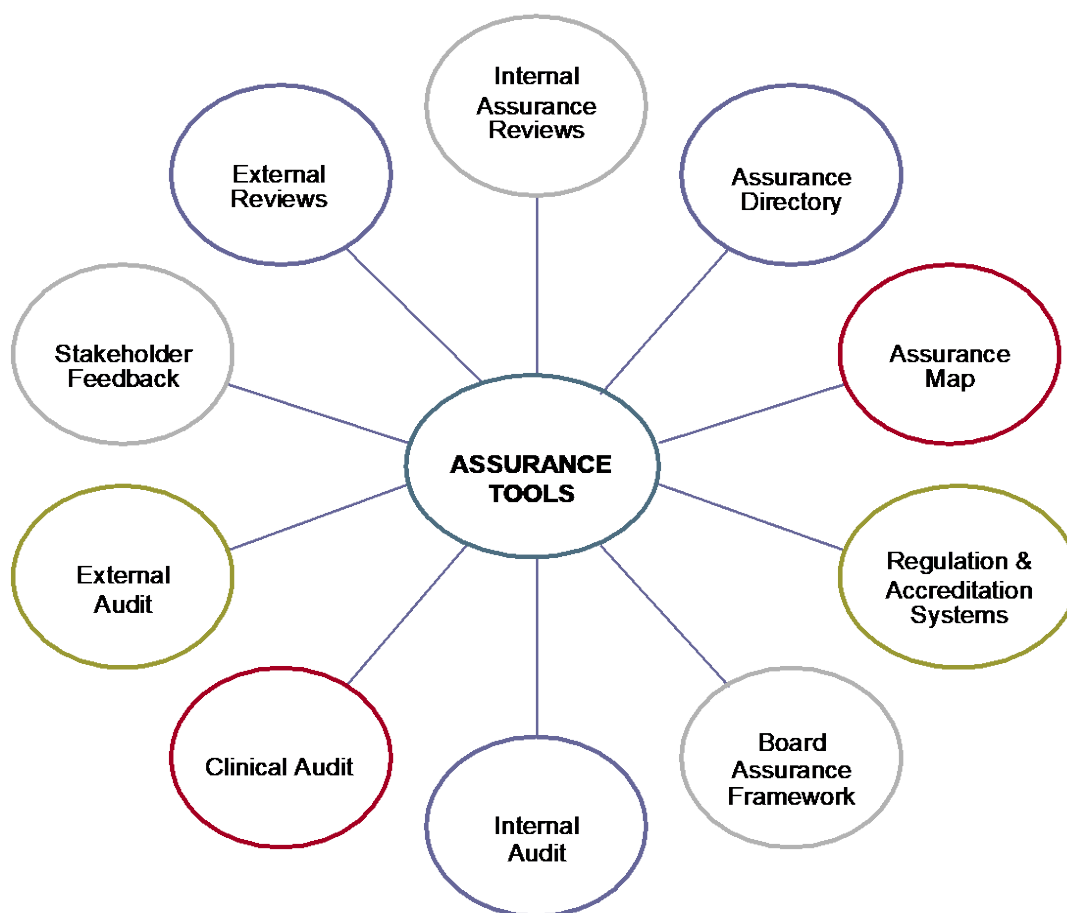 Internal
Assurance
Reviews
External
Reviews
Assurance
Directory
Stakeholder
Feedback
Assurance
Map
ASSURANCE
TOOLS
External
Audit
Regulation &
Accreditation
Systems
Clinical Audit
Board
Assurance
Framework
Internal
Audit